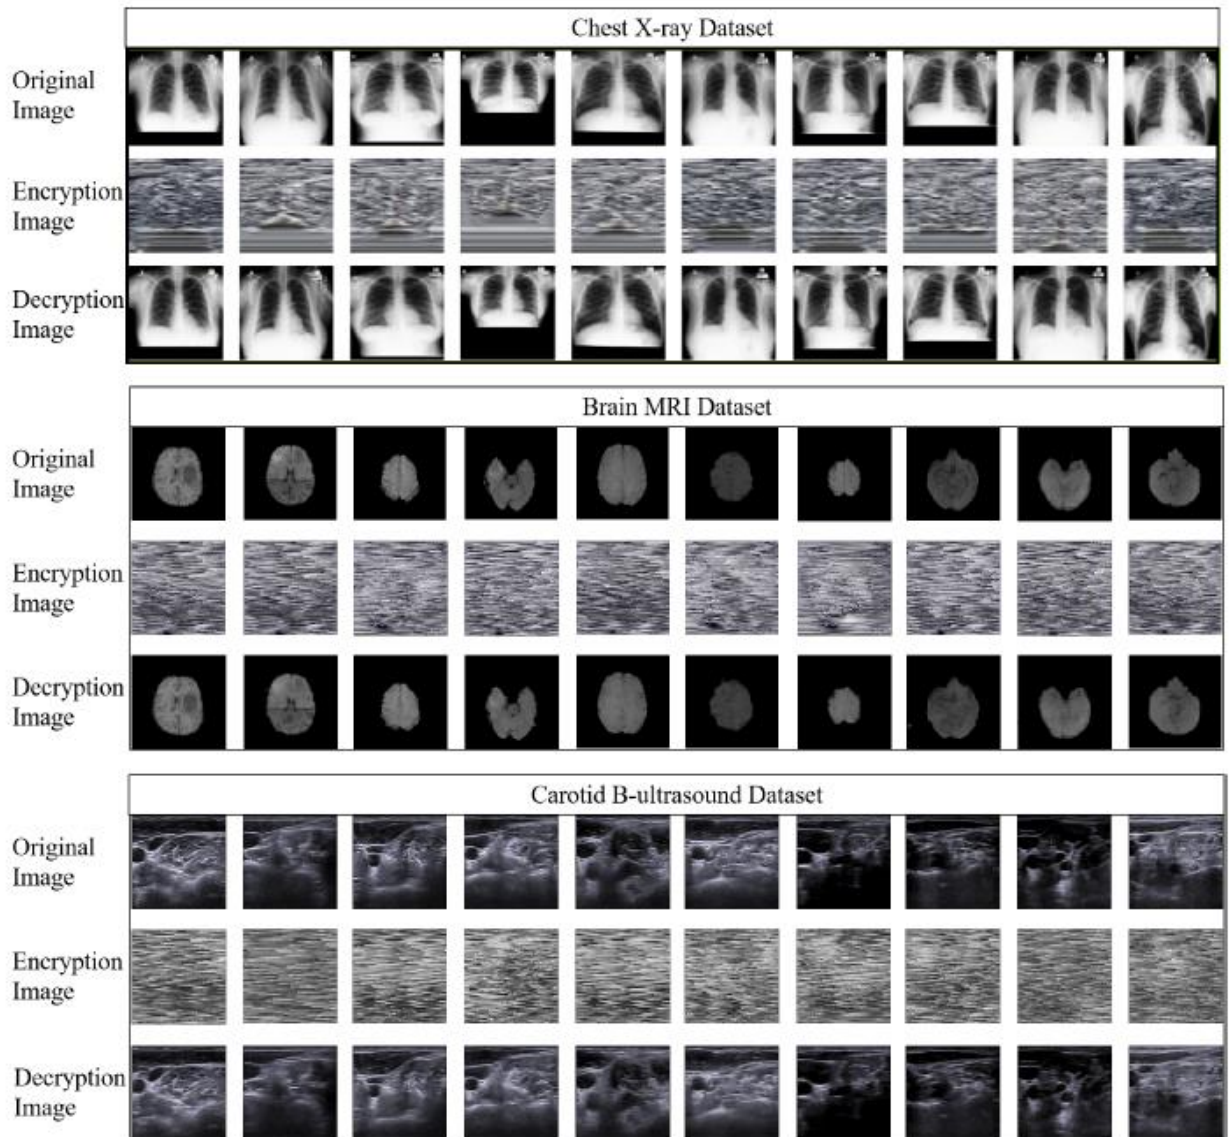 Chest X-ray Dataset
Original
Image
Encryption
Image
Decryption
Image
Brain MRI Dataset
Original
Image
Encryption
Image
Decryption
Image
Carotid B-ultrasound Dataset
Original
Image
Encryption
Image
Decryption
Image